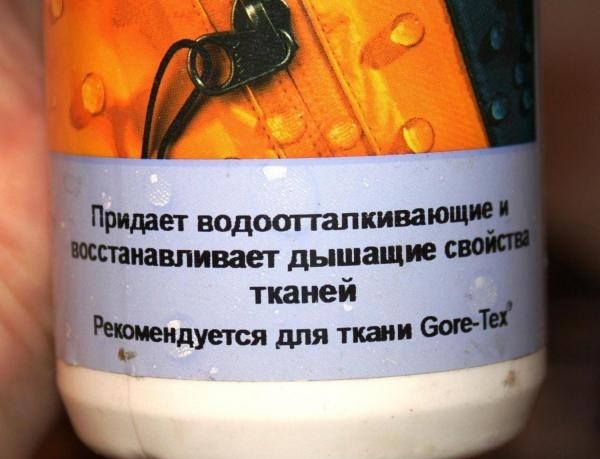 Придает водоотталкивающие и
восстанавливает дышащие свойства
тканей
Рекомендуется для ткани Gore-Tex®